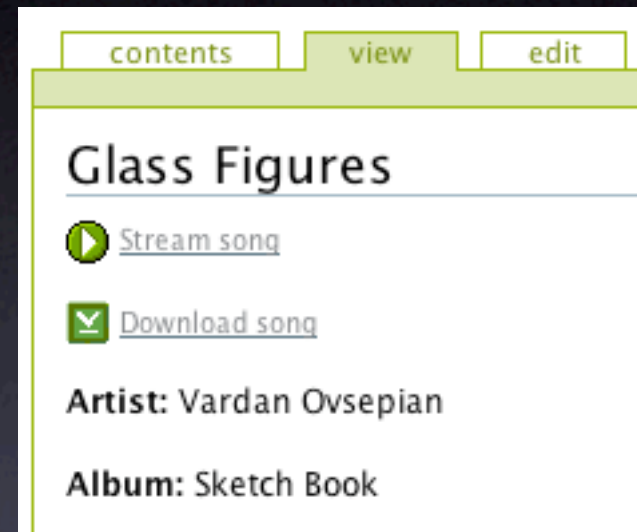 contents view edit
Glass Figures
Stream song
Download song
Artist: Vardan Ovsepian
Album: Sketch Book